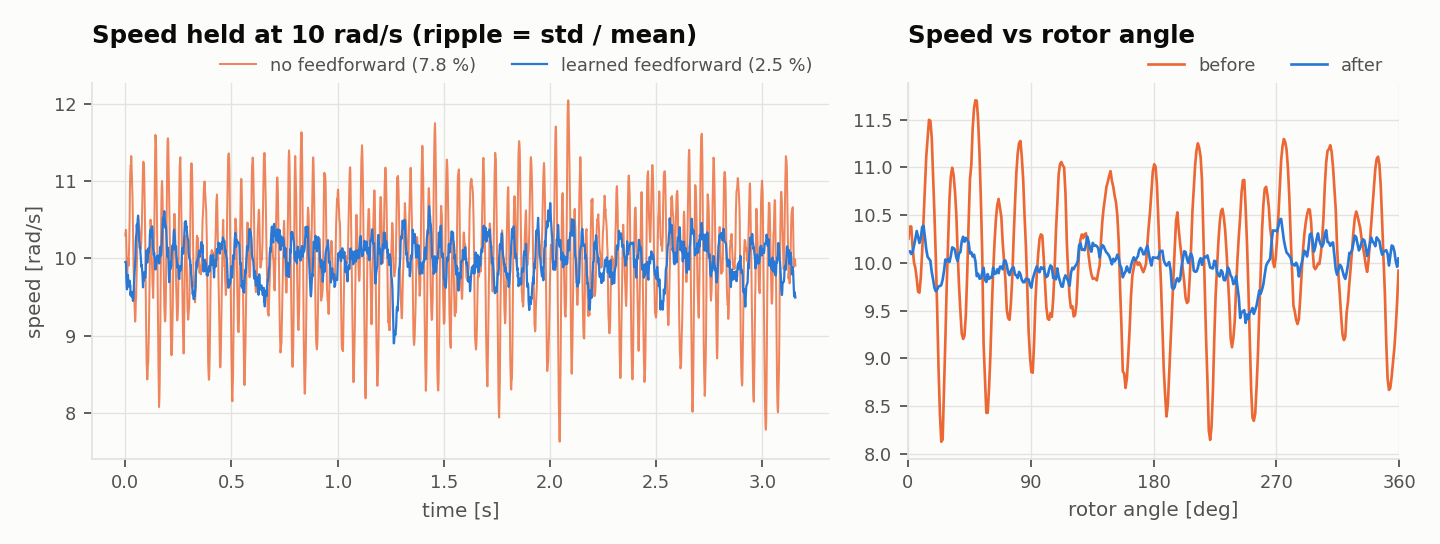 Speed held at 10 rad/s (ripple = std / mean)
no feedforward (7.8 %)
learned feedforward (2.5 %)
12
11
10
9
8
speed [rad/s]
0.0
0.5
1.0
1.5
2.0
2.5
3.0
time [s]
Speed vs rotor angle
before
after
11.5
11.0
10.5
10.0
9.5
9.0
8.5
8.0
0
90
180
270
360
rotor angle [deg]